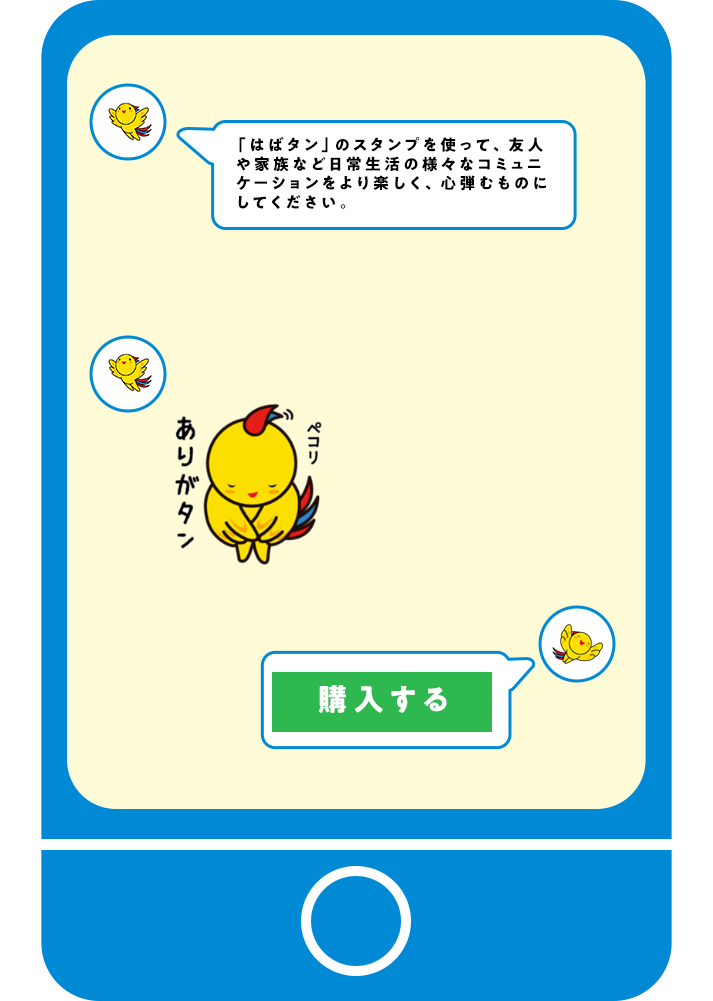 「はばタン」のスタンプを使って、友人
や家族など日常生活の様々なコミュニ
ケーションをより楽しく、心弾むものに
してください。
ペコリ
ありがタン
購入する